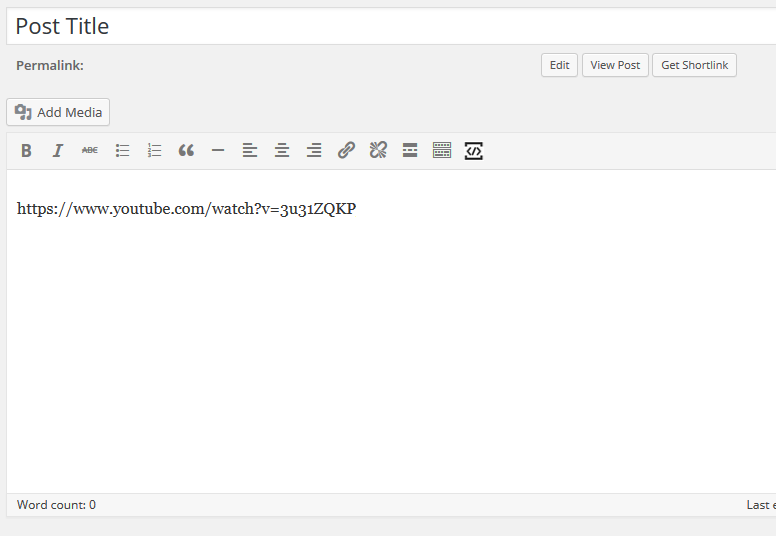 Post Title
Permalink:
Edit
View Post
Get Shortlink
Add Media
B I ABC
https://www.youtube.com/watch?v=3u31ZQKP
Word count: 0
Last e